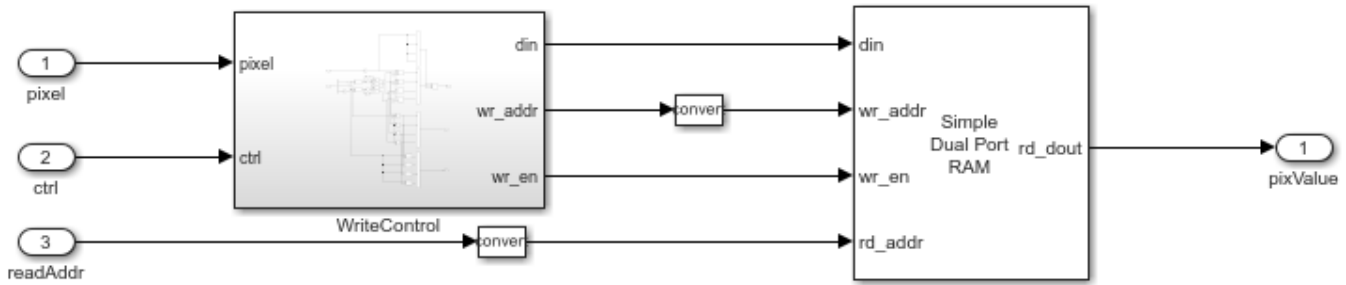 1
pixel
2
ctrl
3
readAddr
pixel
ctrl
din
wr_addr
wr_en
WriteControl
conver
conver
din
wr_addr
wr_en
rd_addr
Simple
Dual Port
RAM
rd_dout
1
pixValue